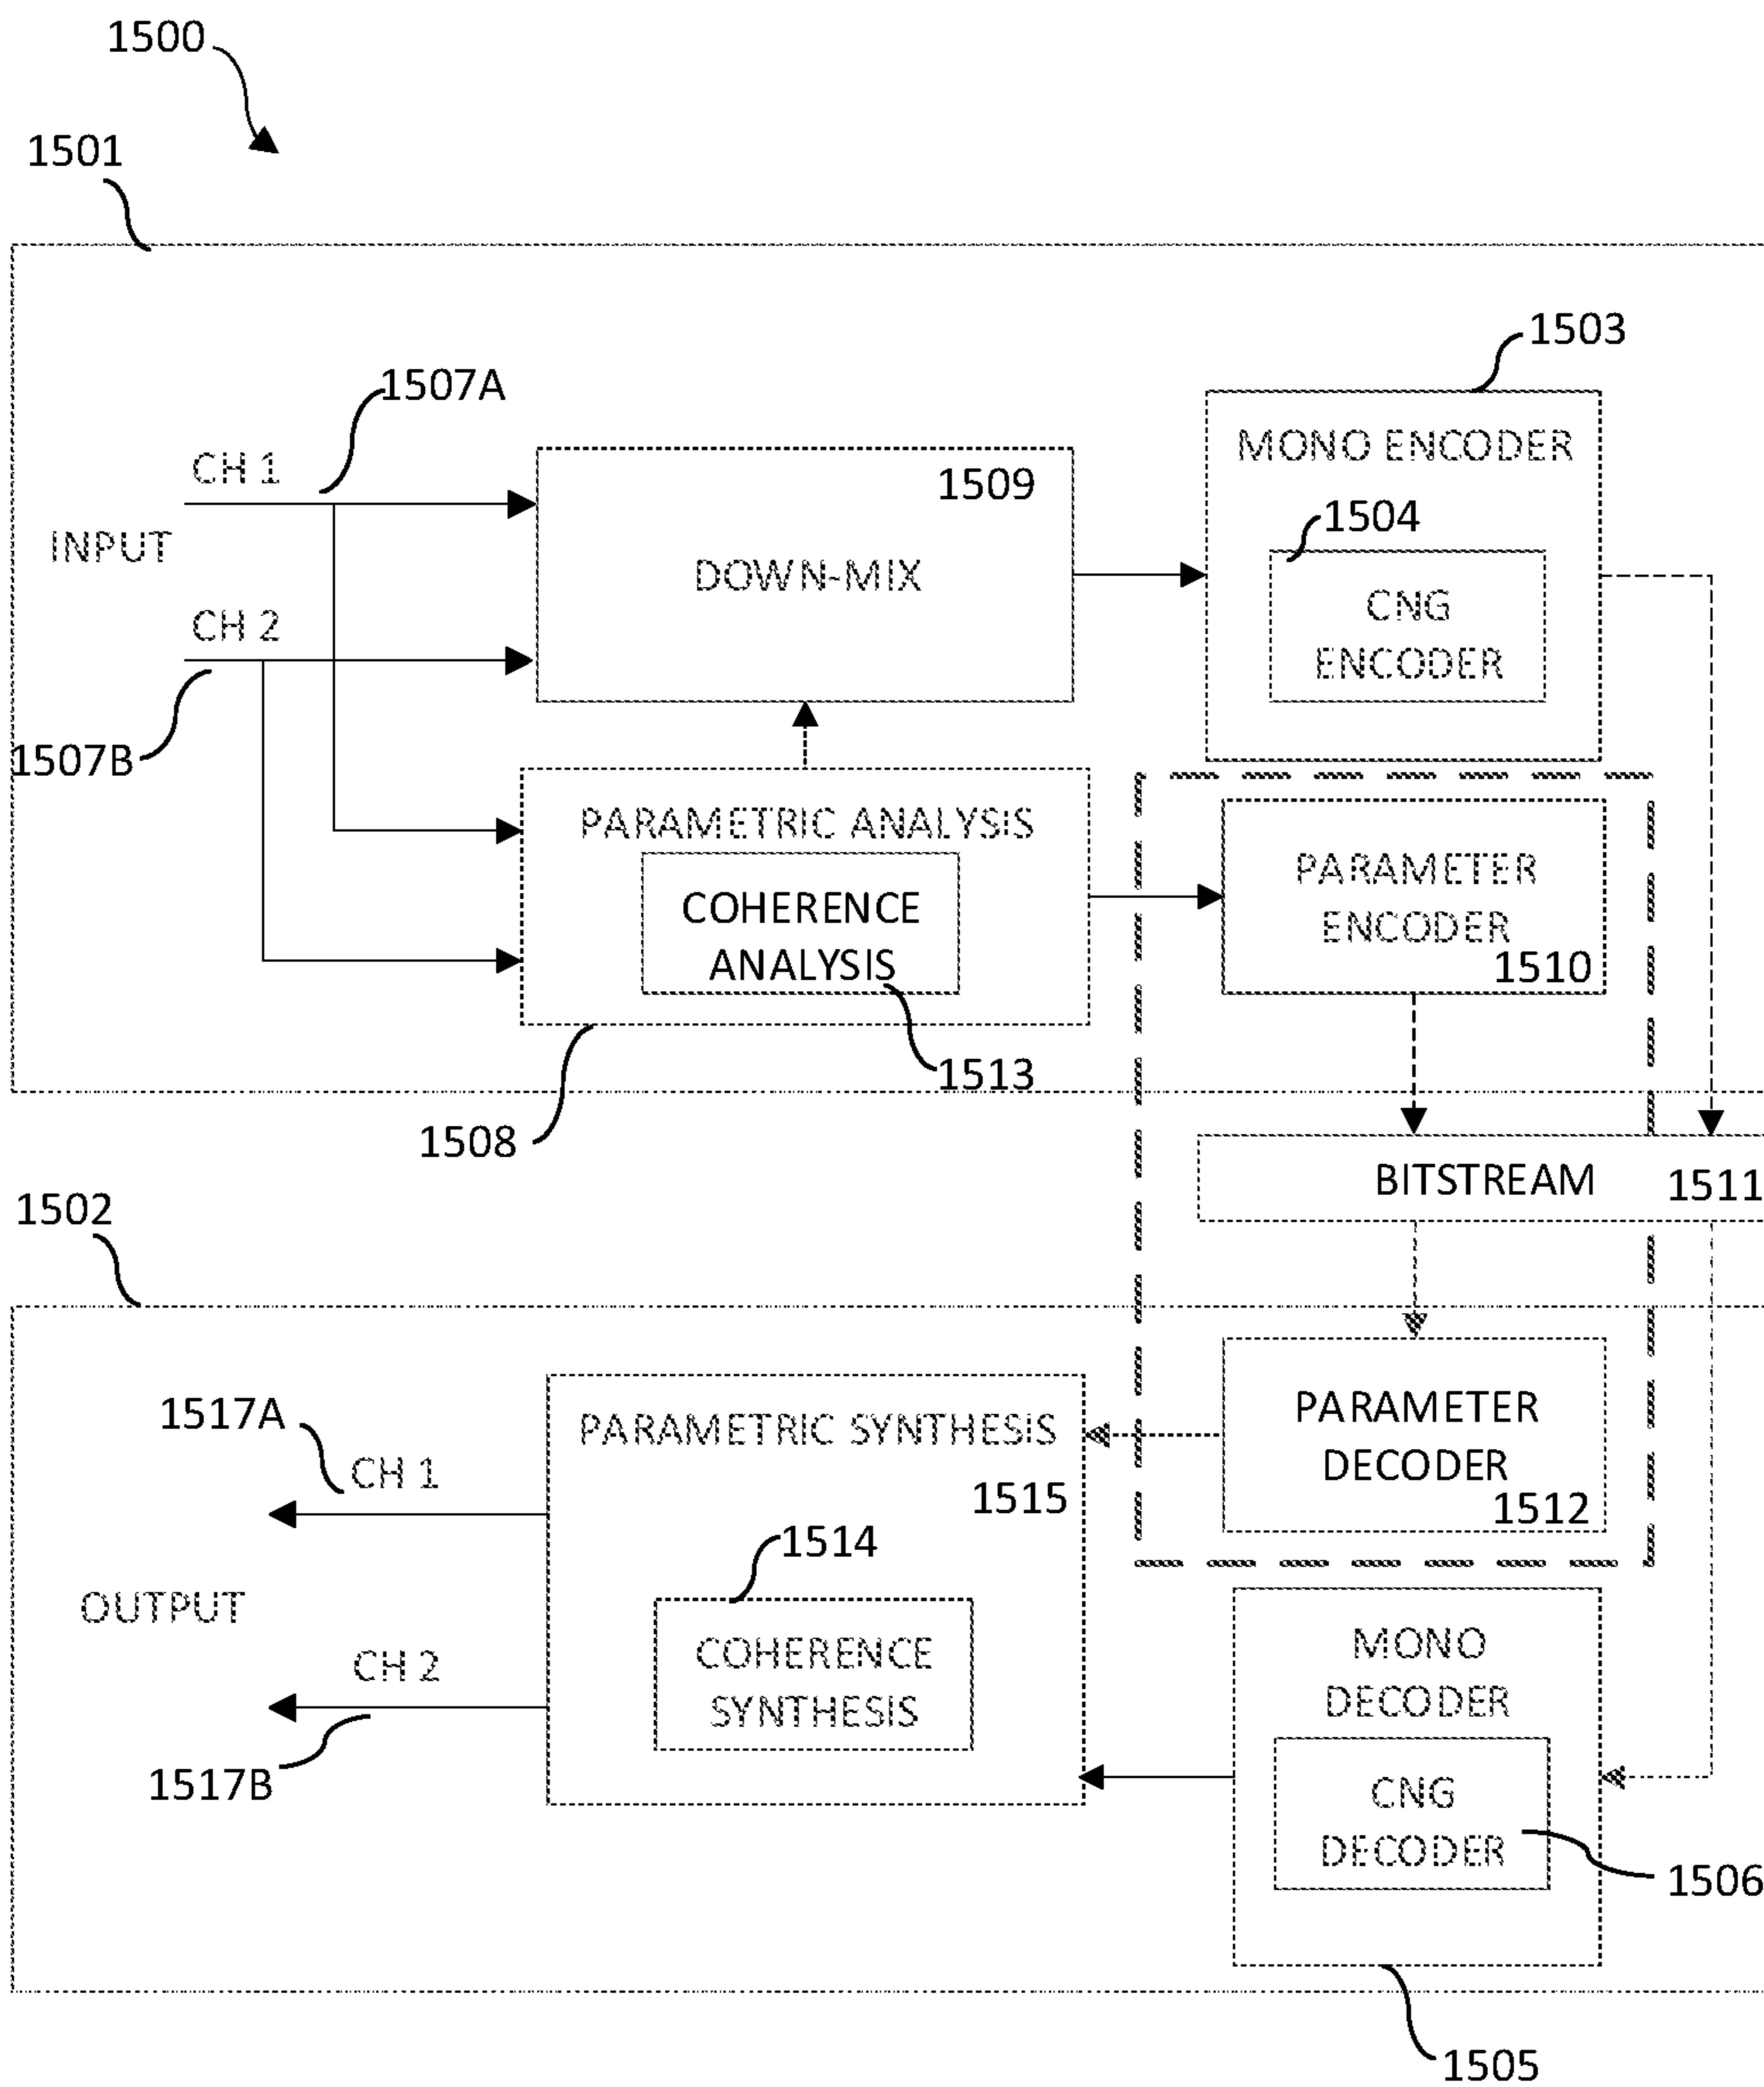 1500
1501
1503
1507A
CH 1
INPUT
CH 2
1507B
1509
DOWN-MIX
MONO ENCODER
1504
CNG
ENCODER
PARAMETRIC ANALYSIS
COHERENCE
ANALYSIS
1513
1508
PARAMETER
ENCODER
1510
BITSTREAM
1511
1502
1517A
CH 1
OUTPUT
CH 2
1517B
PARAMETRIC SYNTHESIS
1515
1514
COHERENCE
SYNTHESIS
PARAMETER
DECODER
1512
MONO
DECODER
CNG
DECODER
1506
1505